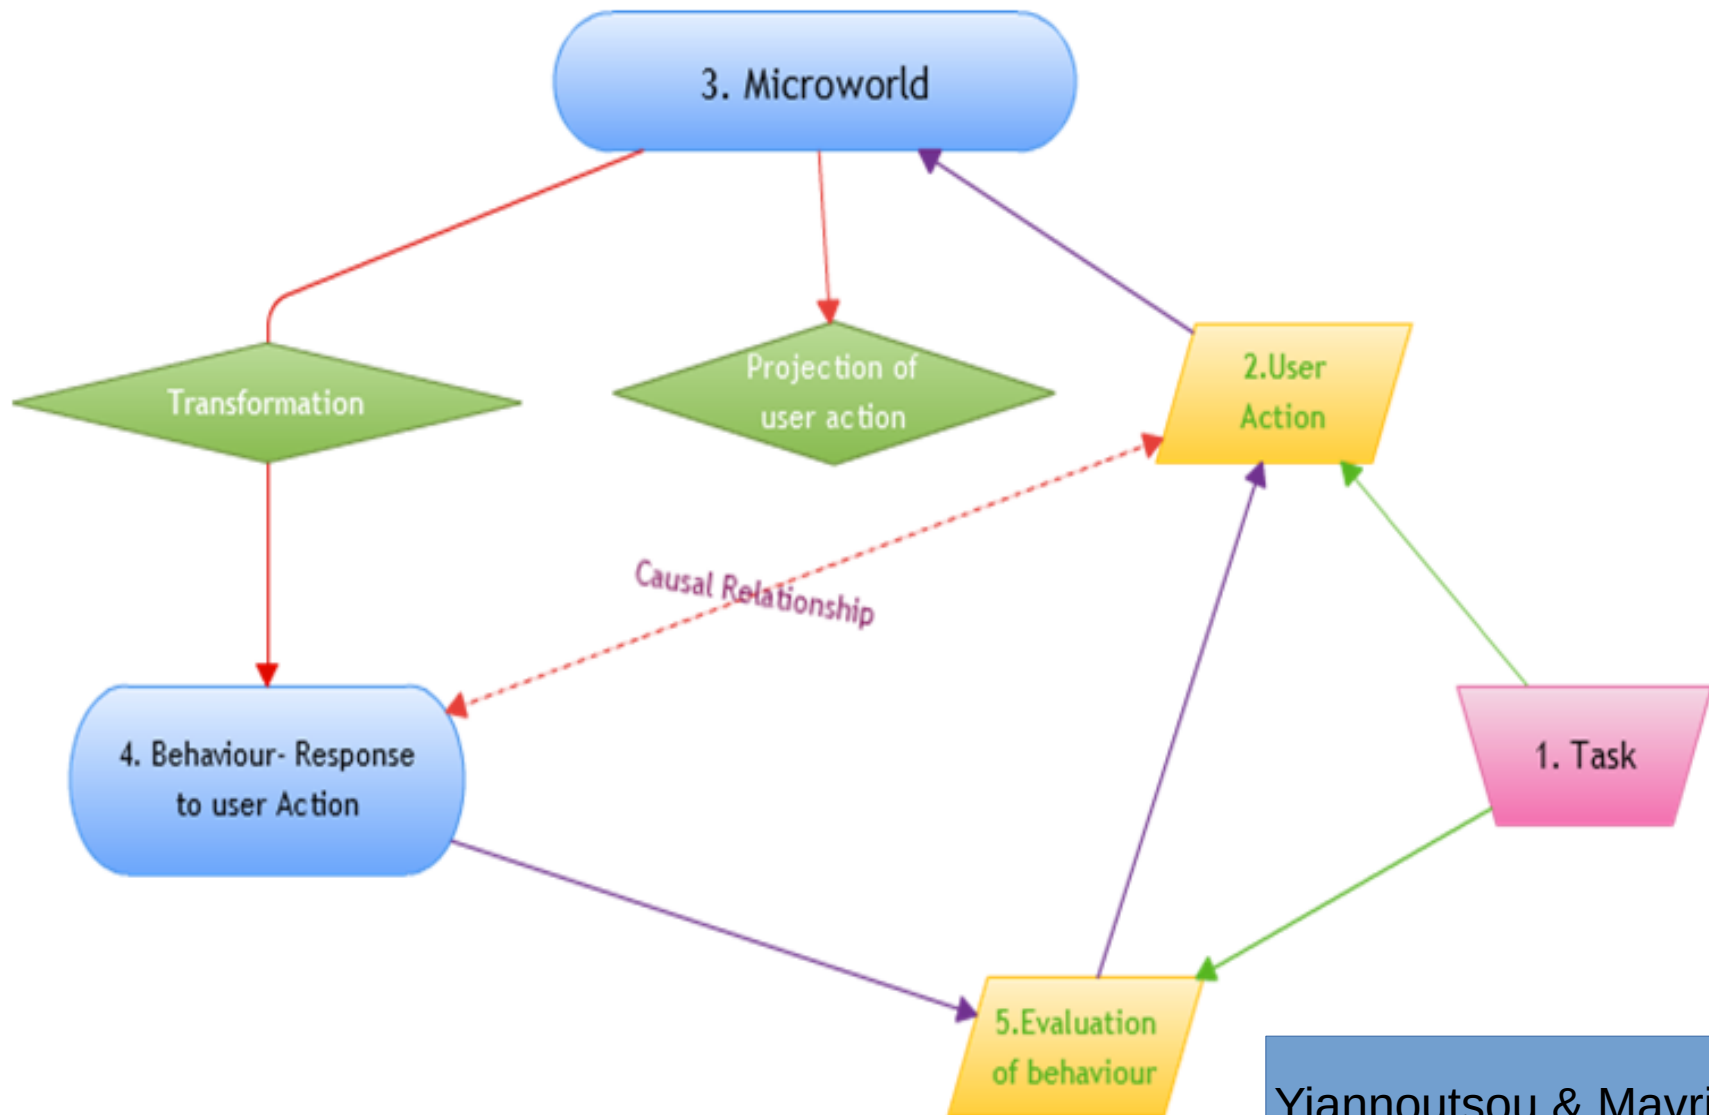 3. Microworld
Transformation
Projection of
user action
2.User
Action
Causal Relationship
4. Behaviour- Response
to user Action
1. Task
5.Evaluation
of behaviour
Yiannoutsou &